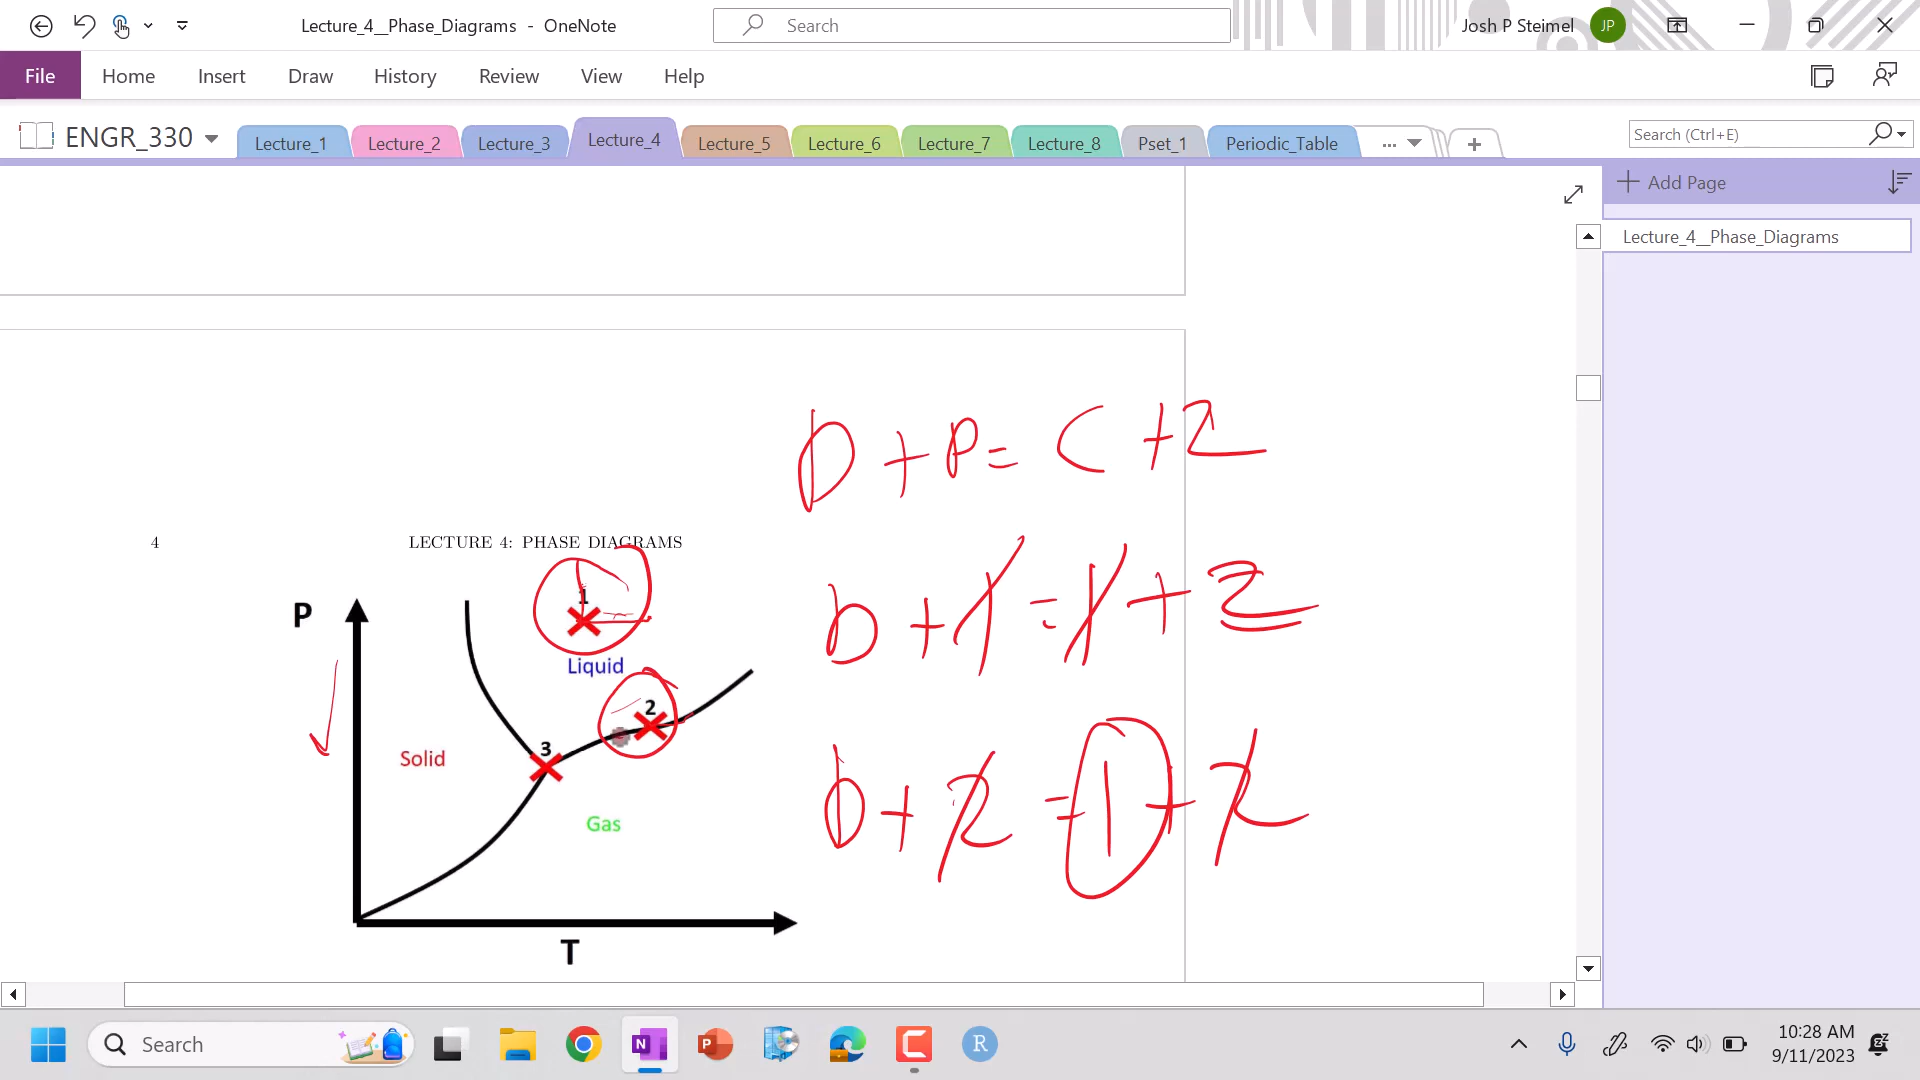 Lecture_4__Phase_Diagrams - OneNote
Search
Josh P Steimel
JP
File Home Insert Draw History Review View Help
ENGR_330
Lecture_1 Lecture_2 Lecture_3 Lecture_4 Lecture_5 Lecture_6 Lecture_7 Lecture_8 Pset_1 Periodic_Table ... +
Search (Ctrl+E)
Add Page
Lecture_4__Phase_Diagrams
D + P = C + 2
4 LECTURE 4: PHASE DIAGRAMS
P
1
D + 1 = 1 + 2
Liquid
2
3
Solid
D + 2 = 1 + 2
Gas
T
Search
N
P
R
10:28 AM
9/11/2023